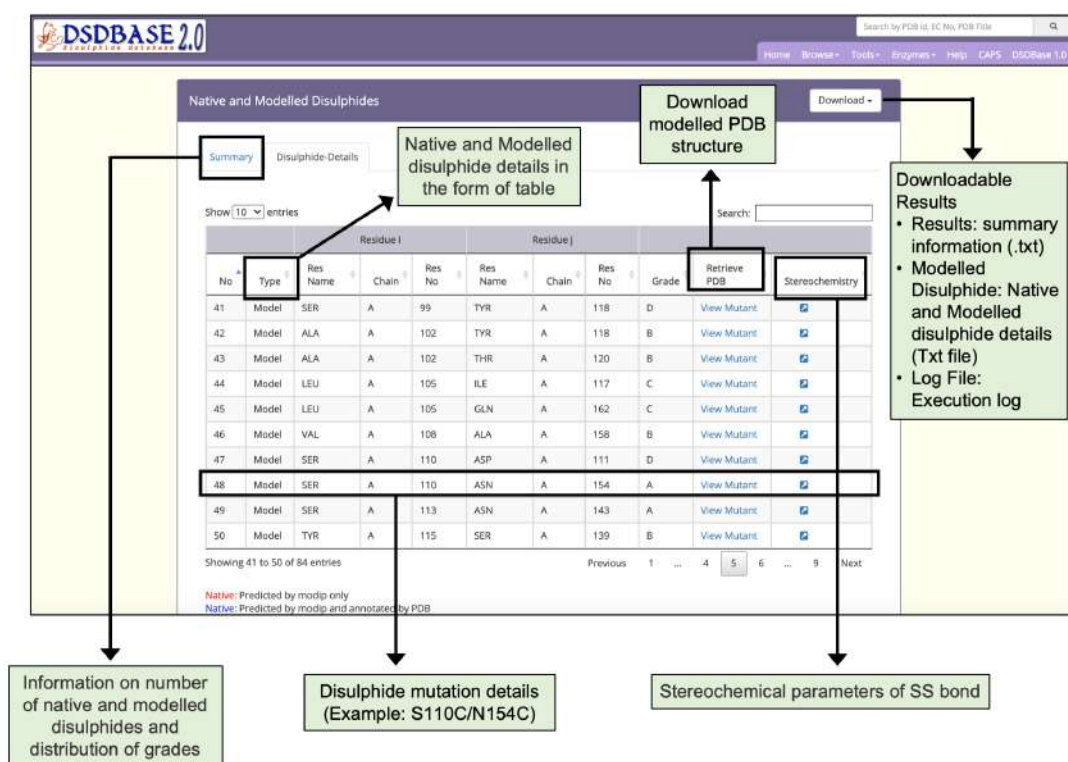 DSDBASE 2.0
disulphide database
Search by PDB id, EC No, PDB Title
Home Browse Tools Enzymes Help CAPS DSDBase 1.0
Native and Modelled Disulphides
Download
Download
modelled PDB
structure
Summary
Disulphide-Details
Native and Modelled
disulphide details in
the form of table
Downloadable
Results
• Results: summary
information (.txt)
• Modelled
Disulphide: Native
and Modelled
disulphide details
(Txt file)
• Log File:
Execution log
Show 10 entries
Search:
Residue i Residue j
No Type Res Name Chain Res No Res Name Chain Res No Grade Retrieve PDB Stereochemistry
41 Model SER A 99 TYR A 118 D View Mutant
42 Model ALA A 102 TYR A 118 B View Mutant
43 Model ALA A 102 THR A 120 B View Mutant
44 Model LEU A 105 ILE A 117 C View Mutant
45 Model LEU A 105 GLN A 162 C View Mutant
46 Model VAL A 108 ALA A 158 B View Mutant
47 Model SER A 110 ASP A 111 D View Mutant
48 Model SER A 110 ASN A 154 A View Mutant
49 Model SER A 113 ASN A 143 A View Mutant
50 Model TYR A 115 SER A 139 B View Mutant
Showing 41 to 50 of 84 entries
Previous 1 ... 4 5 6 ... 9 Next
Native: Predicted by modip only
Native: Predicted by modip and annotated by PDB
Information on number
of native and modelled
disulphides and
distribution of grades
Disulphide mutation details
(Example: S110C/N154C)
Stereochemical parameters of SS bond